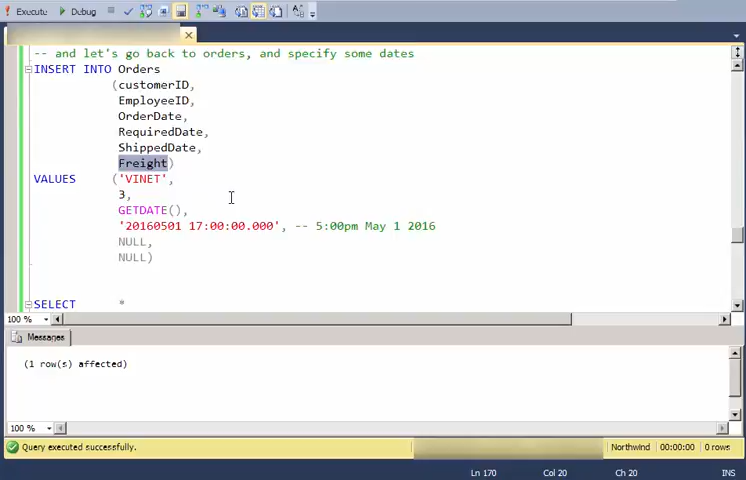 Execute Debug
-- and let's go back to orders, and specify some dates
INSERT INTO Orders
(customerID,
EmployeeID,
OrderDate,
RequiredDate,
ShippedDate,
Freight)
VALUES ('VINET',
3,
GETDATE(),
'20160501 17:00:00.000', -- 5:00pm May 1 2016
NULL,
NULL)
SELECT *
100 %
Messages
(1 row(s) affected)
100 %
Query executed successfully. Northwind 00:00:00 0 rows
Ln 170 Col 20 Ch 20 INS